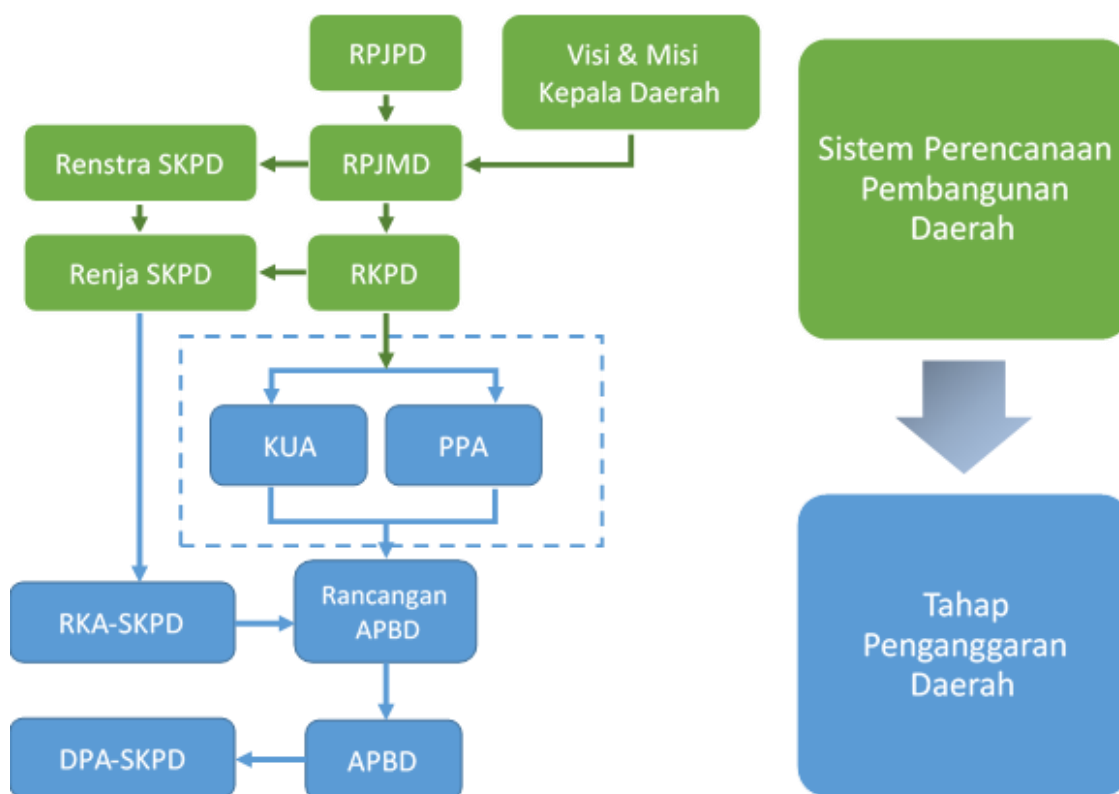 RPJPD
Visi & Misi
Kepala Daerah
Renstra SKPD
RPJMD
Renja SKPD
RKPD
KUA
PPA
RKA-SKPD
Rancangan
APBD
DPA-SKPD
APBD
Sistem Perencanaan
Pembangunan
Daerah
Tahap
Penganggaran
Daerah